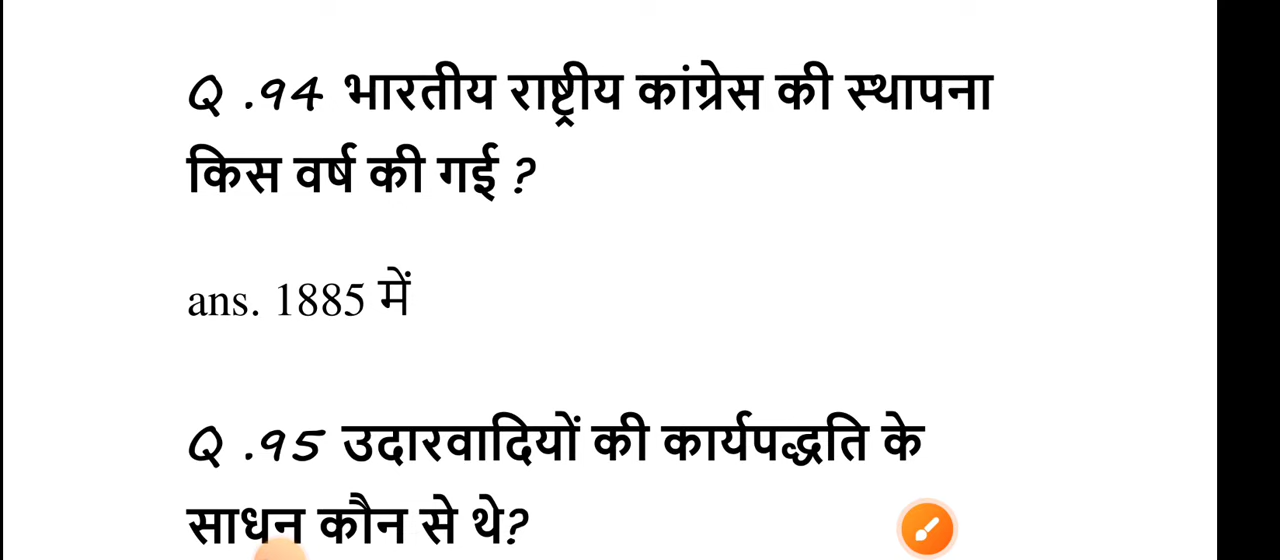 Q .94 भारतीय राष्ट्रीय कांग्रेस की स्थापना
किस वर्ष की गई ?
ans. 1885 में
Q .95 उदारवादियों की कार्यपद्धति के
साधन कौन से थे?